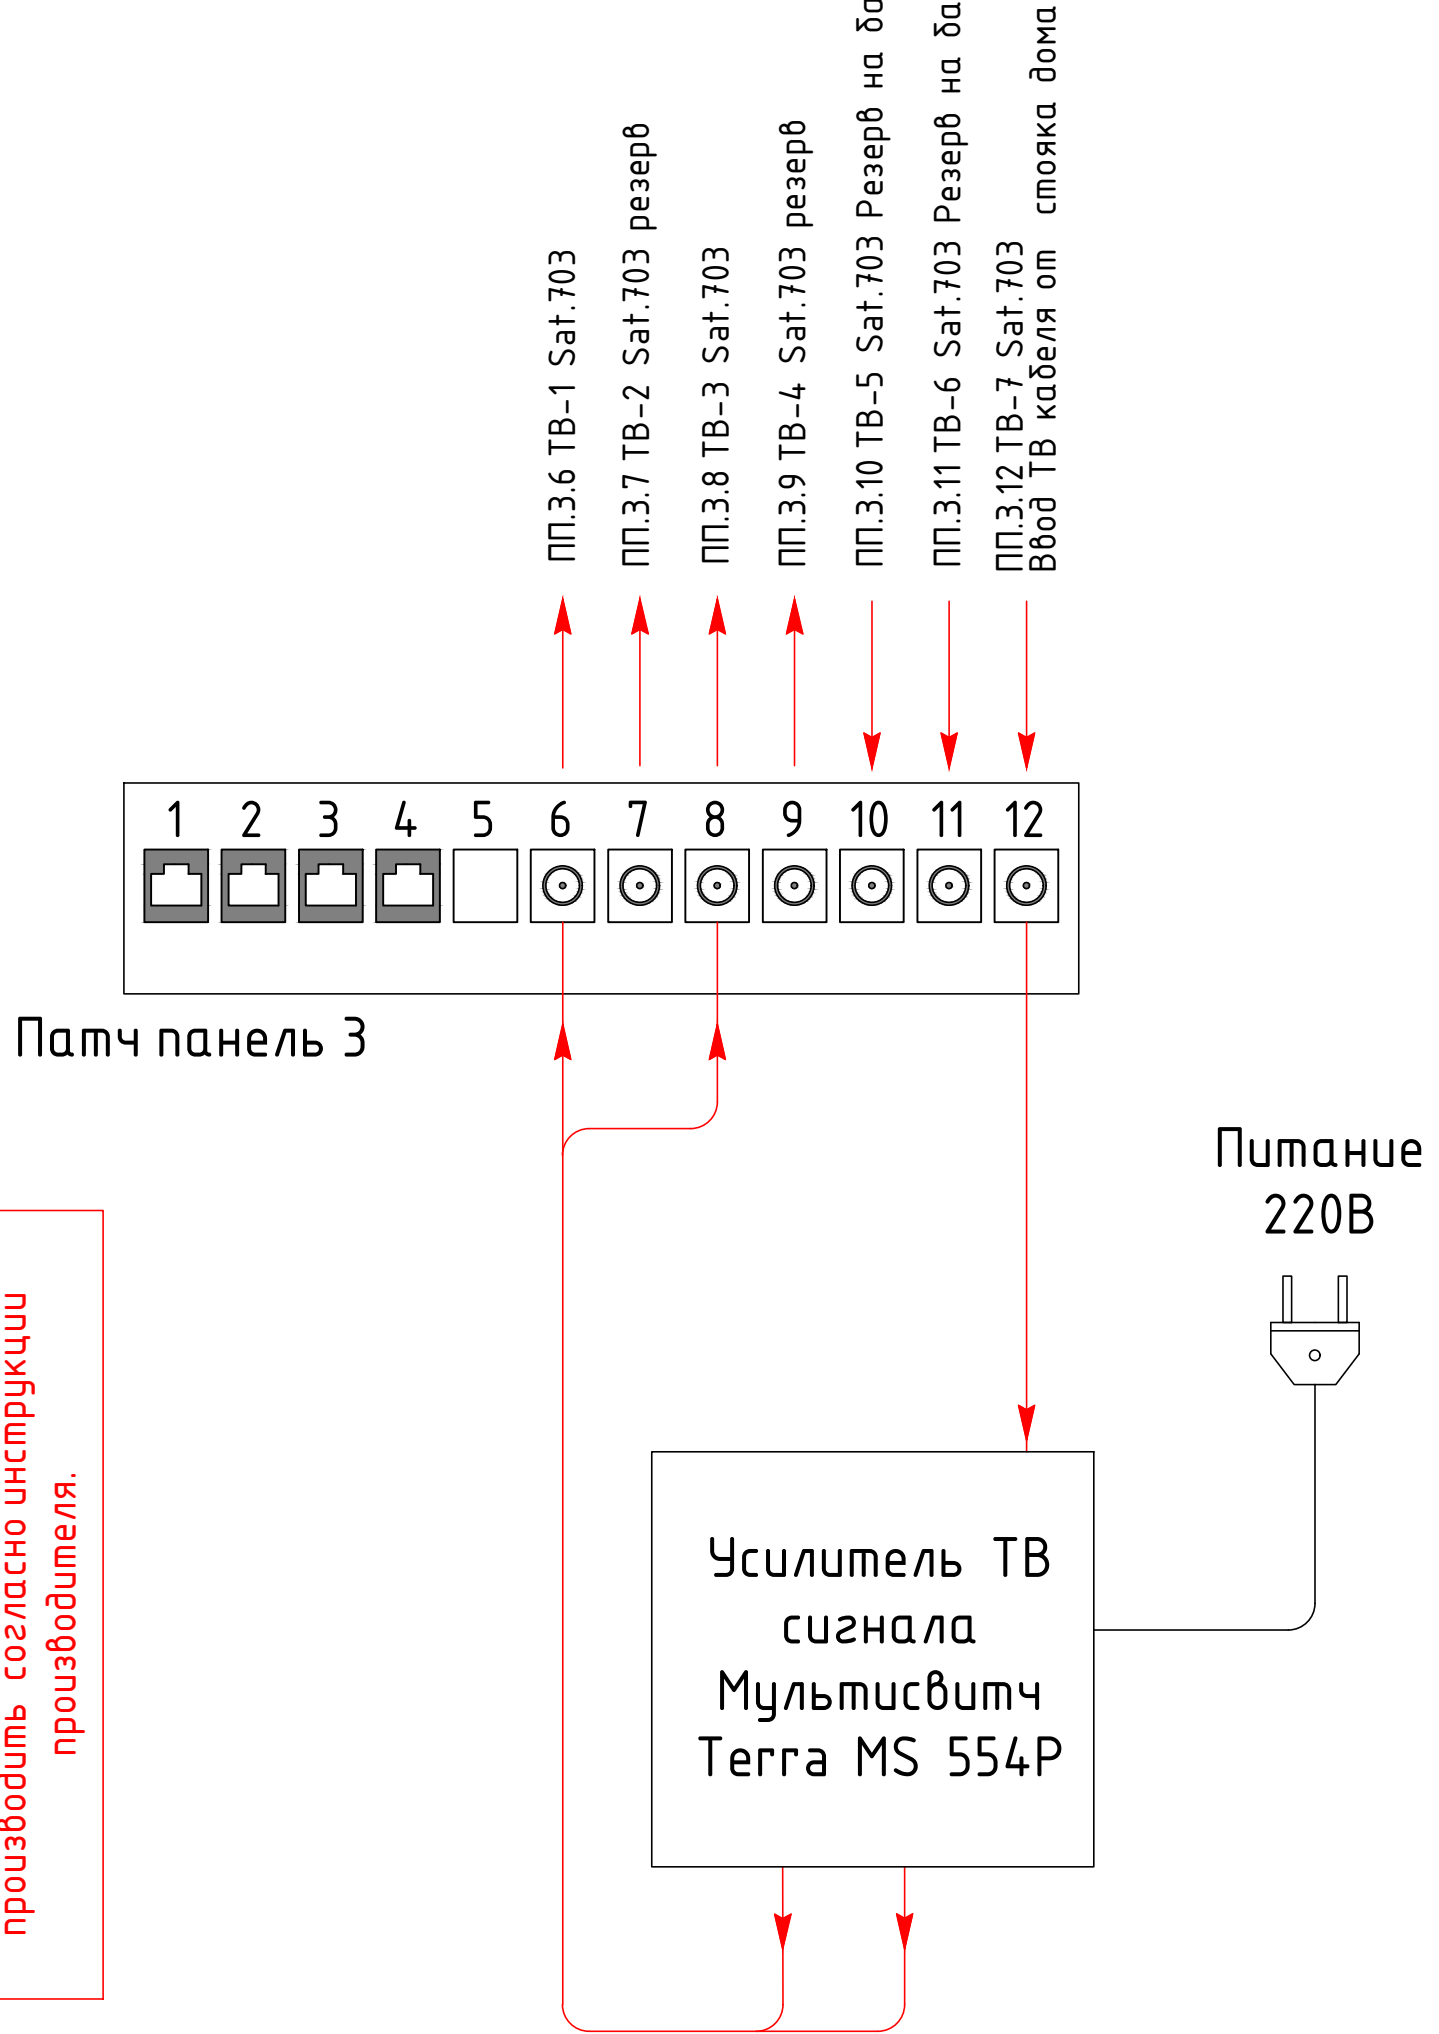 ПП.3.6 ТВ-1 Sat.703
ПП.3.7 ТВ-2 Sat.703 резерв
ПП.3.8 ТВ-3 Sat.703
ПП.3.9 ТВ-4 Sat.703 резерв
ПП.3.10 ТВ-5 Sat.703 Резерв на
ПП.3.11 ТВ-6 Sat.703 Резерв на
ПП.3.12 ТВ-7 Sat.703
Ввод ТВ кабеля от стояка дома
1 2 3 4 5 6 7 8 9 10 11 12
Патч панель 3
Питание
220В
производить согласно инструкции
производителя.
Усилитель ТВ
сигнала
Мультисвитч
Terra MS 554P